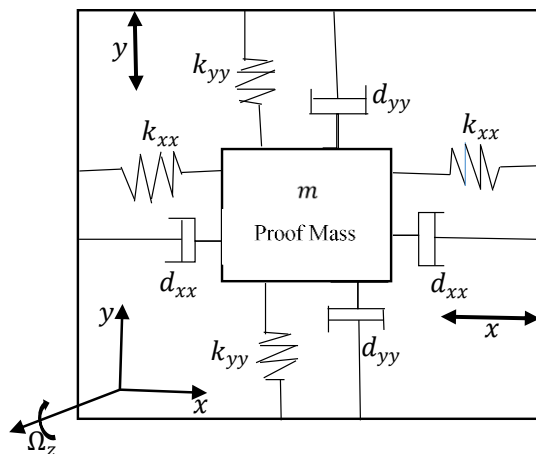 y
k_yy
d_yy
k_xx
k_xx
m
Proof Mass
d_xx
d_xx
y
k_yy
d_yy
x
x
Ω_z